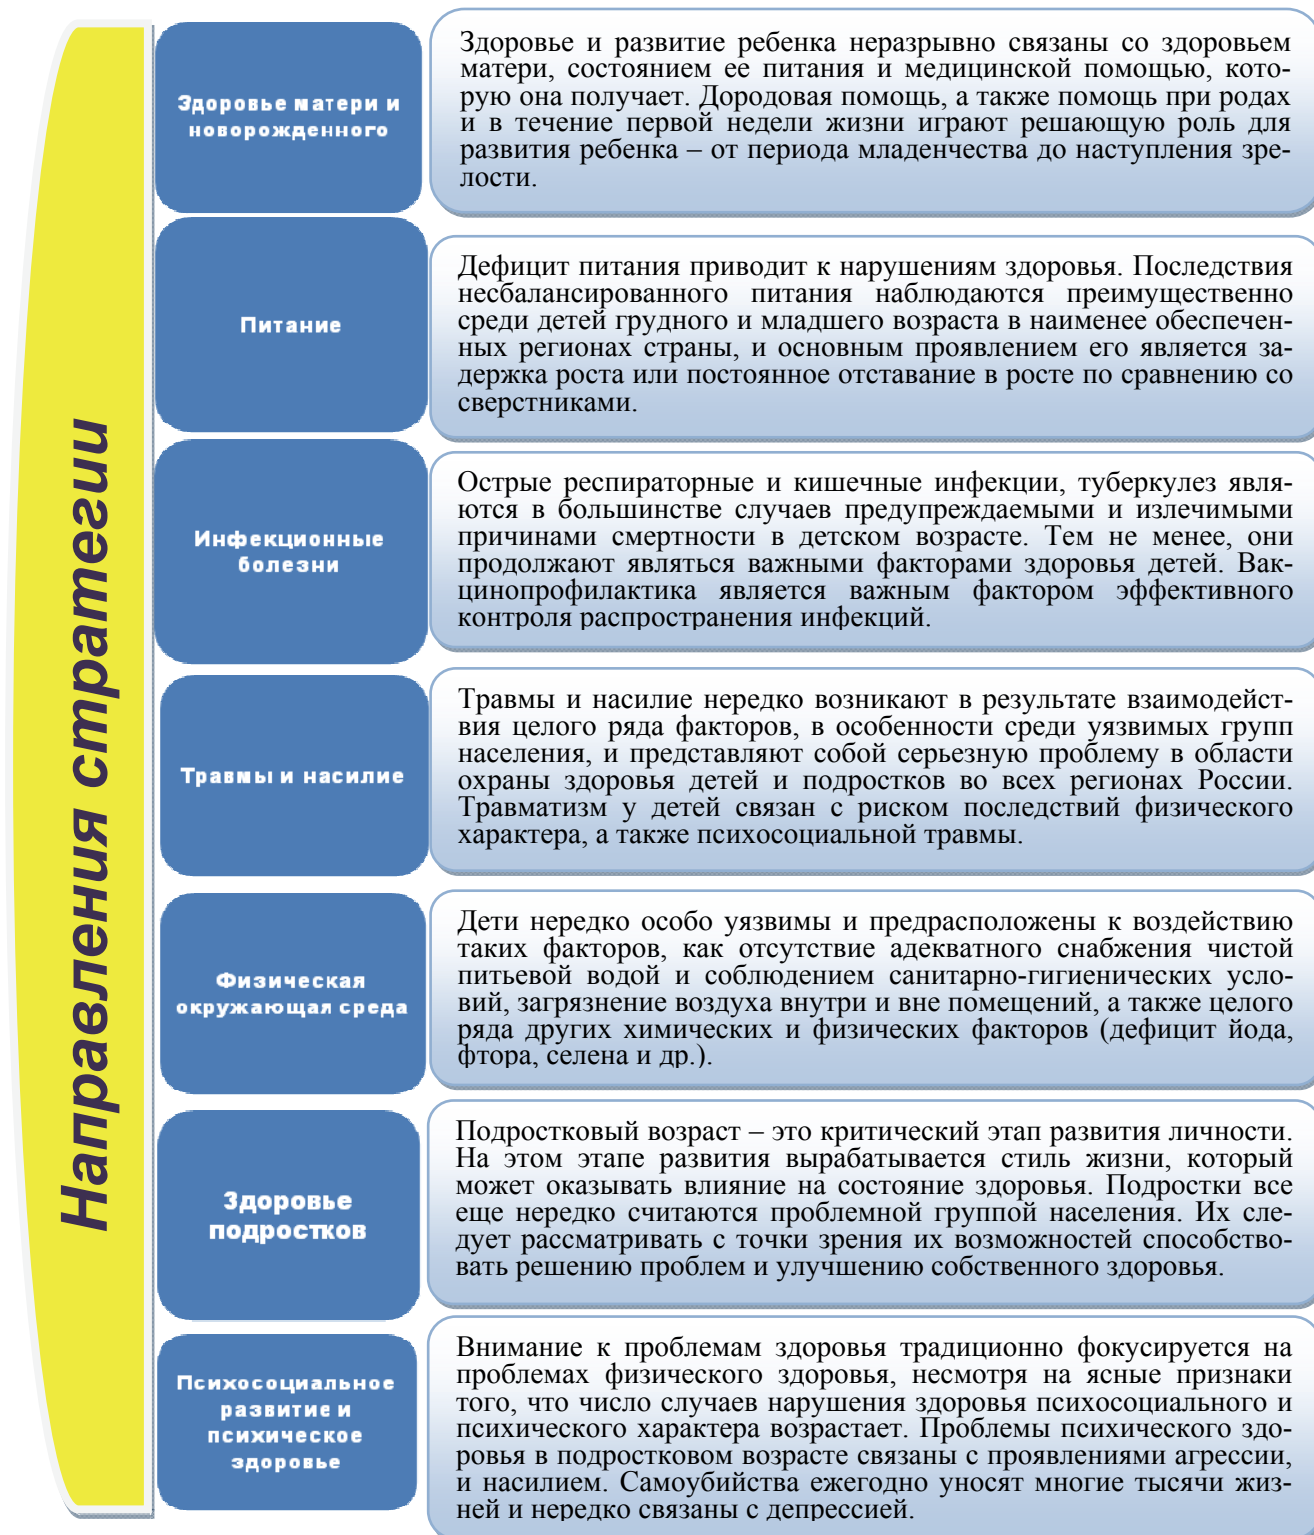 Направления стратегии
Здоровье матери и
новорожденного
Здоровье и развитие ребенка неразрывно связаны со здоровьем
матери, состоянием ее питания и медицинской помощью, кото-
рую она получает. Дородовая помощь, а также помощь при родах
и в течение первой недели жизни играют решающую роль для
развития ребенка – от периода младенчества до наступления зре-
лости.
Питание
Дефицит питания приводит к нарушениям здоровья. Последствия
несбалансированного питания наблюдаются преимущественно
среди детей грудного и младшего возраста в наименее обеспечен-
ных регионах страны, и основным проявлением его является за-
держка роста или постоянное отставание в росте по сравнению со
сверстниками.
Инфекционные
болезни
Острые респираторные и кишечные инфекции, туберкулез явля-
ются в большинстве случаев предупреждаемыми и излечимыми
причинами смертности в детском возрасте. Тем не менее, они
продолжают являться важными факторами здоровья детей. Вак-
цинопрофилактика является важным фактором эффективного
контроля распространения инфекций.
Травмы и насилие
Травмы и насилие нередко возникают в результате взаимодейст-
вия целого ряда факторов, в особенности среди уязвимых групп
населения, и представляют собой серьезную проблему в области
охраны здоровья детей и подростков во всех регионах России.
Травматизм у детей связан с риском последствий физического
характера, а также психосоциальной травмы.
Физическая
окружающая среда
Дети нередко особо уязвимы и предрасположены к воздействию
таких факторов, как отсутствие адекватного снабжения чистой
питьевой водой и соблюдением санитарно-гигиенических усло-
вий, загрязнение воздуха внутри и вне помещений, а также целого
ряда других химических и физических факторов (дефицит йода,
фтора, селена и др.).
Здоровье
подростков
Подростковый возраст – это критический этап развития личности.
На этом этапе развития вырабатывается стиль жизни, который
может оказывать влияние на состояние здоровья. Подростки все
еще нередко считаются проблемной группой населения. Их сле-
дует рассматривать с точки зрения их возможностей способство-
вать решению проблем и улучшению собственного здоровья.
Психосоциальное
развитие и
психическое
здоровье
Внимание к проблемам здоровья традиционно фокусируется на
проблемах физического здоровья, несмотря на ясные признаки
того, что число случаев нарушения здоровья психосоциального и
психического характера возрастает. Проблемы психического здо-
ровья в подростковом возрасте связаны с проявлениями агрессии,
и насилием. Самоубийства ежегодно уносят многие тысячи жиз-
ней и нередко связаны с депрессией.